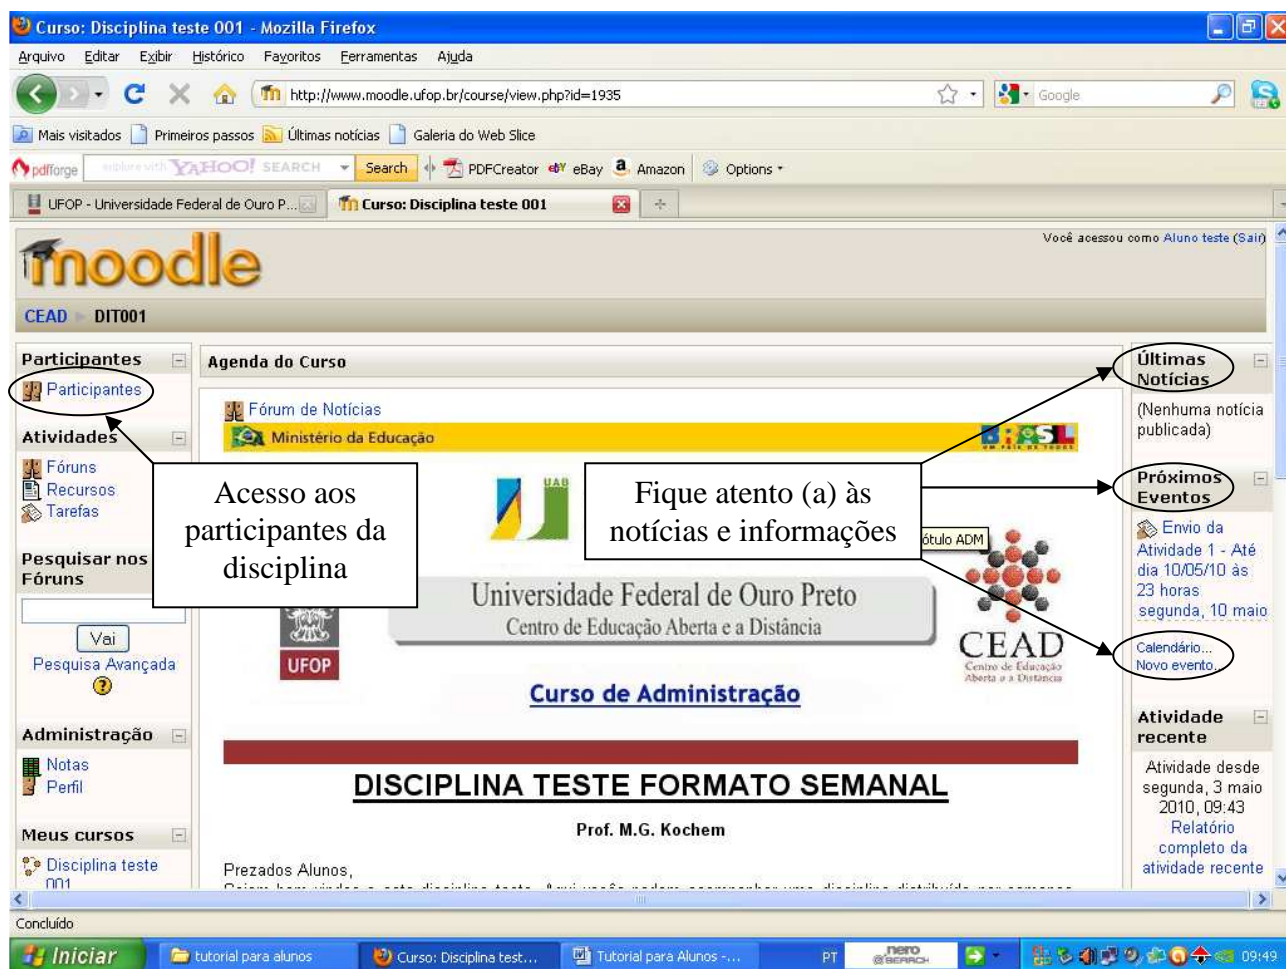 Curso: Disciplina teste 001 - Mozilla Firefox
Arquivo Editar Exibir Histórico Favoritos Ferramentas Ajuda
http://www.moodle.ufop.br/course/view.php?id=1935
Google
Mais visitados Primeiros passos Últimas notícias Galeria do Web Slice
pdfforge YAHOO! SEARCH Search PDFCreator eBay Amazon Options
UFOP - Universidade Federal de Ouro P... Curso: Disciplina teste 001
moodle
Você acessou como Aluno teste (Sair)
CEAD DIT001
Participantes
Participantes
Atividades
Fóruns
Recursos
Tarefas
Pesquisar nos
Fóruns
Vai
Pesquisa Avançada
Administração
Notas
Perfil
Meus cursos
Disciplina teste
001
Agenda do Curso
Fórum de Notícias
Ministério da Educação
BRASIL
UM PAÍS DE TODOS
Acesso aos
participantes da
disciplina
UAB
Fique atento (a) às
notícias e informações
ótulo ADM
Universidade Federal de Ouro Preto
Centro de Educação Aberta e a Distância
UFOP
CEAD
Centro de Educação
Aberta e a Distância
Curso de Administração
DISCIPLINA TESTE FORMATO SEMANAL
Prof. M.G. Kochem
Prezados Alunos,
Últimas
Notícias
(Nenhuma notícia
publicada)
Próximos
Eventos
Envio da
Atividade 1 - Até
dia 10/05/10 às
23 horas
segunda, 10 maio
Calendário...
Novo evento...
Atividade
recente
Atividade desde
segunda, 3 maio
2010, 09:43
Relatório
completo da
atividade recente
Concluído
Iniciar tutorial para alunos Curso: Disciplina test... Tutorial para Alunos -... PT nero SEARCH 09:49